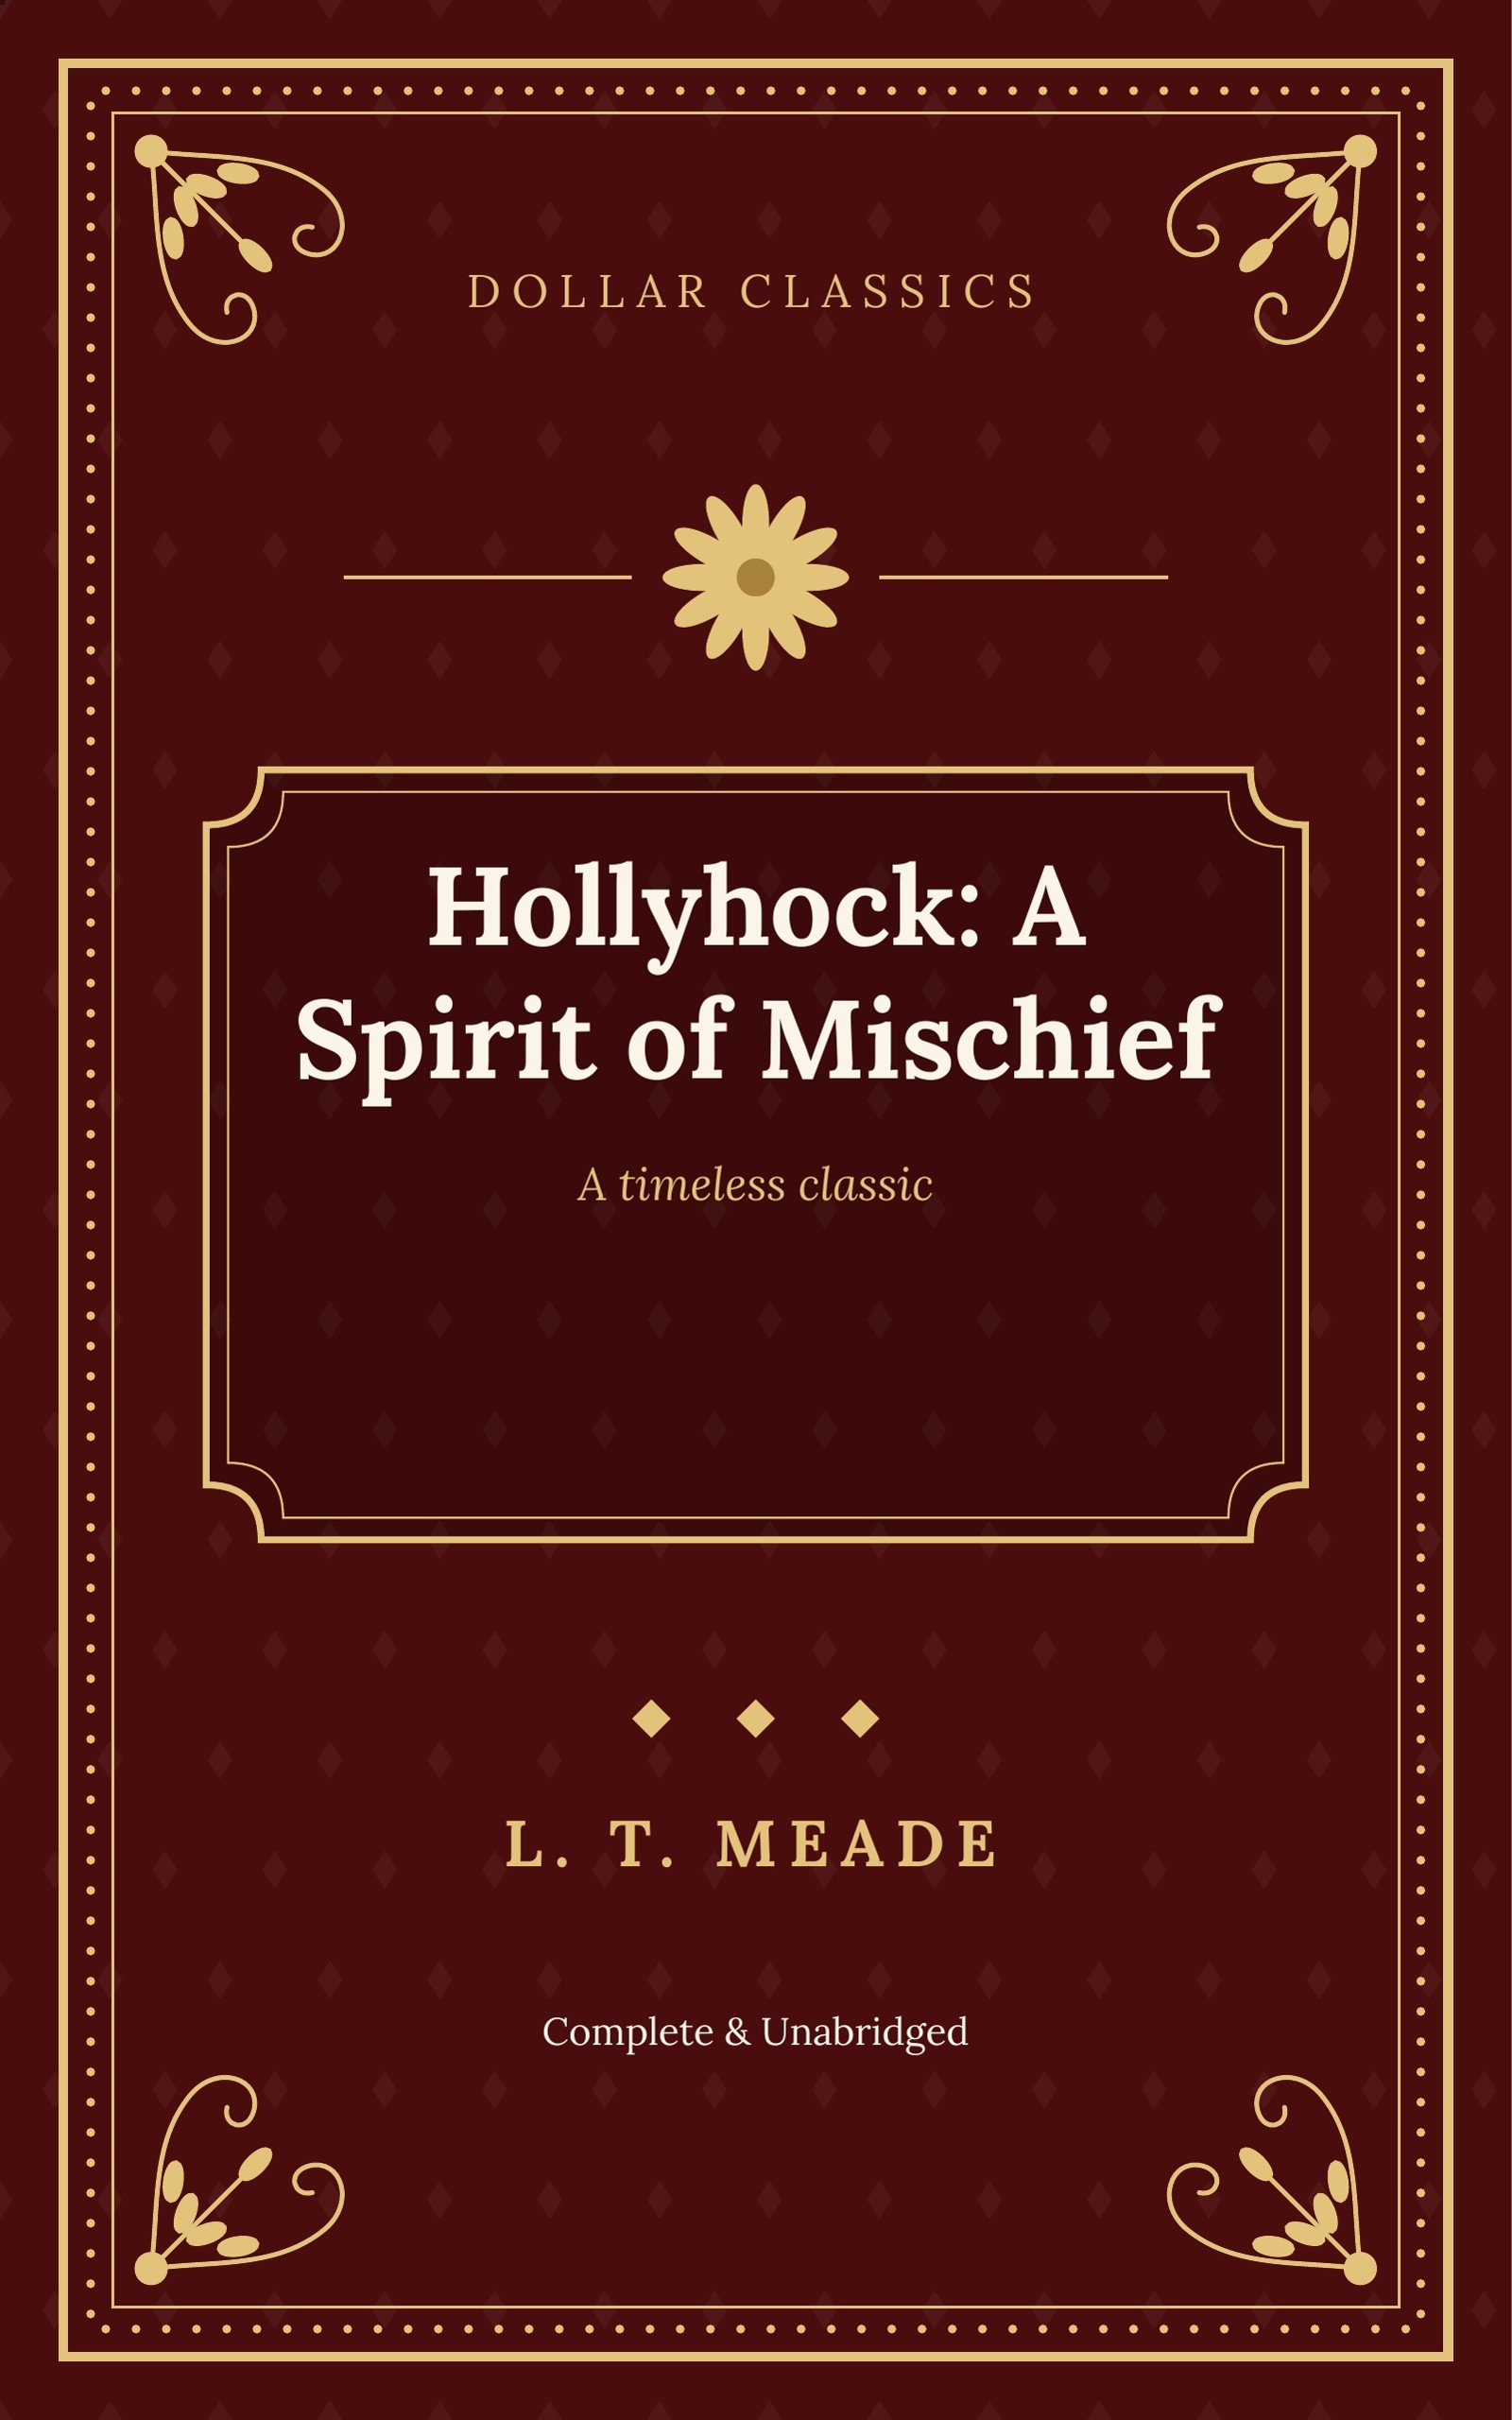 DOLLAR CLASSICS
Hollyhock: A
Spirit of Mischief
A timeless classic
L. T. MEADE
Complete & Unabridged